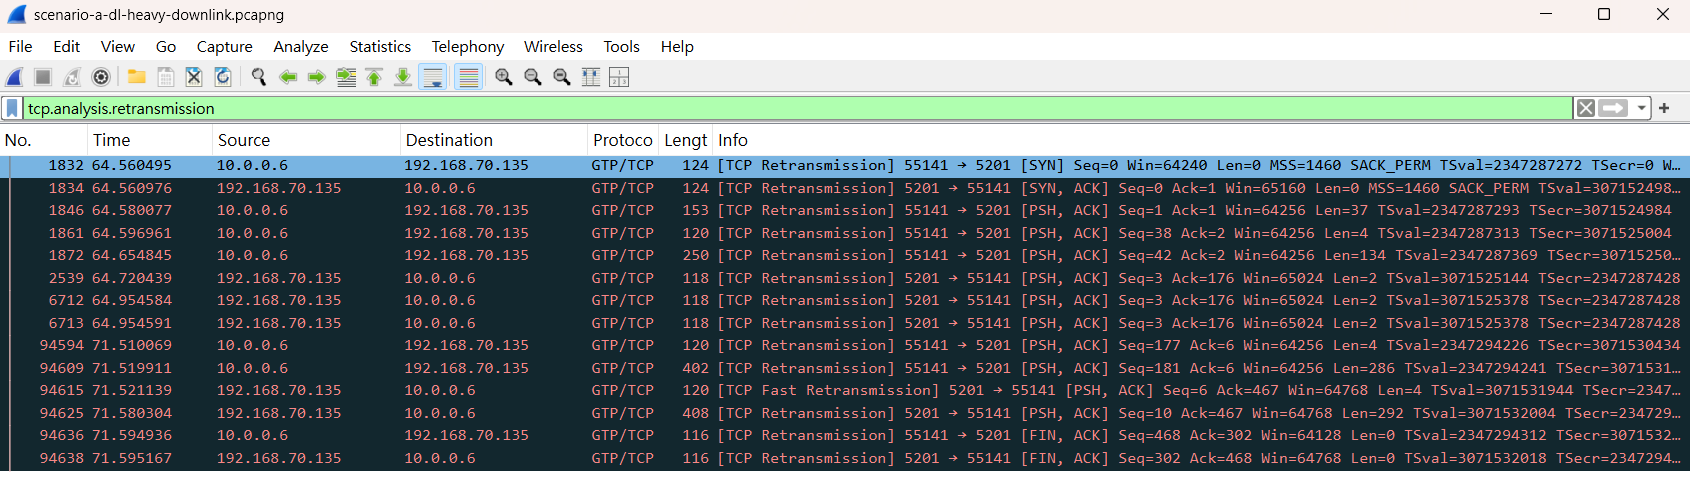 scenario-a-dl-heavy-downlink.pcapng
File Edit View Go Capture Analyze Statistics Telephony Wireless Tools Help
tcp.analysis.retransmission
No. Time Source Destination Protoco Lengt Info
1832 64.560495 10.0.0.6 192.168.70.135 GTP/TCP 124 [TCP Retransmission] 55141 → 5201 [SYN] Seq=0 Win=64240 Len=0 MSS=1460 SACK_PERM TSval=2347287272 TSecr=0 W…
1834 64.560976 192.168.70.135 10.0.0.6 GTP/TCP 124 [TCP Retransmission] 5201 → 55141 [SYN, ACK] Seq=0 Ack=1 Win=65160 Len=0 MSS=1460 SACK_PERM TSval=307152498…
1846 64.580077 10.0.0.6 192.168.70.135 GTP/TCP 153 [TCP Retransmission] 55141 → 5201 [PSH, ACK] Seq=1 Ack=1 Win=64256 Len=37 TSval=2347287293 TSecr=3071524984
1861 64.596961 10.0.0.6 192.168.70.135 GTP/TCP 120 [TCP Retransmission] 55141 → 5201 [PSH, ACK] Seq=38 Ack=2 Win=64256 Len=4 TSval=2347287313 TSecr=3071525004
1872 64.654845 10.0.0.6 192.168.70.135 GTP/TCP 250 [TCP Retransmission] 55141 → 5201 [PSH, ACK] Seq=42 Ack=2 Win=64256 Len=134 TSval=2347287369 TSecr=30715250…
2539 64.720439 192.168.70.135 10.0.0.6 GTP/TCP 118 [TCP Retransmission] 5201 → 55141 [PSH, ACK] Seq=3 Ack=176 Win=65024 Len=2 TSval=3071525144 TSecr=2347287428
6712 64.954584 192.168.70.135 10.0.0.6 GTP/TCP 118 [TCP Retransmission] 5201 → 55141 [PSH, ACK] Seq=3 Ack=176 Win=65024 Len=2 TSval=3071525378 TSecr=2347287428
6713 64.954591 192.168.70.135 10.0.0.6 GTP/TCP 118 [TCP Retransmission] 5201 → 55141 [PSH, ACK] Seq=3 Ack=176 Win=65024 Len=2 TSval=3071525378 TSecr=2347287428
94594 71.510069 10.0.0.6 192.168.70.135 GTP/TCP 120 [TCP Retransmission] 55141 → 5201 [PSH, ACK] Seq=177 Ack=6 Win=64256 Len=4 TSval=2347294226 TSecr=3071530434
94609 71.519911 10.0.0.6 192.168.70.135 GTP/TCP 402 [TCP Retransmission] 55141 → 5201 [PSH, ACK] Seq=181 Ack=6 Win=64256 Len=286 TSval=2347294241 TSecr=3071531…
94615 71.521139 192.168.70.135 10.0.0.6 GTP/TCP 120 [TCP Fast Retransmission] 5201 → 55141 [PSH, ACK] Seq=6 Ack=467 Win=64768 Len=4 TSval=3071531944 TSecr=2347…
94625 71.580304 192.168.70.135 10.0.0.6 GTP/TCP 408 [TCP Retransmission] 5201 → 55141 [PSH, ACK] Seq=10 Ack=467 Win=64768 Len=292 TSval=3071532004 TSecr=234729…
94636 71.594936 10.0.0.6 192.168.70.135 GTP/TCP 116 [TCP Retransmission] 55141 → 5201 [FIN, ACK] Seq=468 Ack=302 Win=64128 Len=0 TSval=2347294312 TSecr=3071532…
94638 71.595167 192.168.70.135 10.0.0.6 GTP/TCP 116 [TCP Retransmission] 5201 → 55141 [FIN, ACK] Seq=302 Ack=468 Win=64768 Len=0 TSval=3071532018 TSecr=2347294…